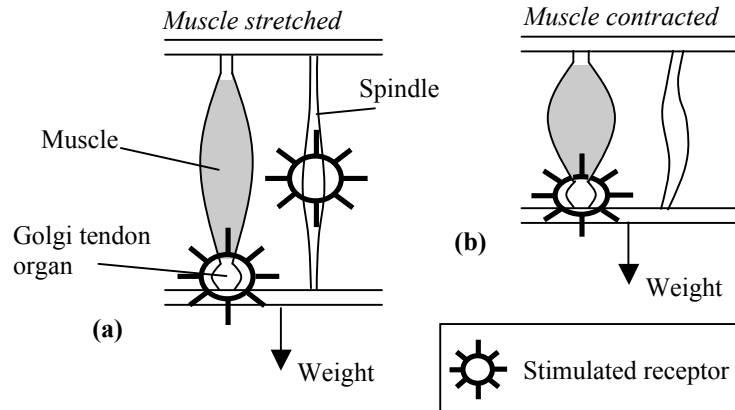 Muscle stretched
Spindle
Muscle
Golgi tendon
organ
(a)
Weight
Muscle contracted
(b)
Weight
Stimulated receptor